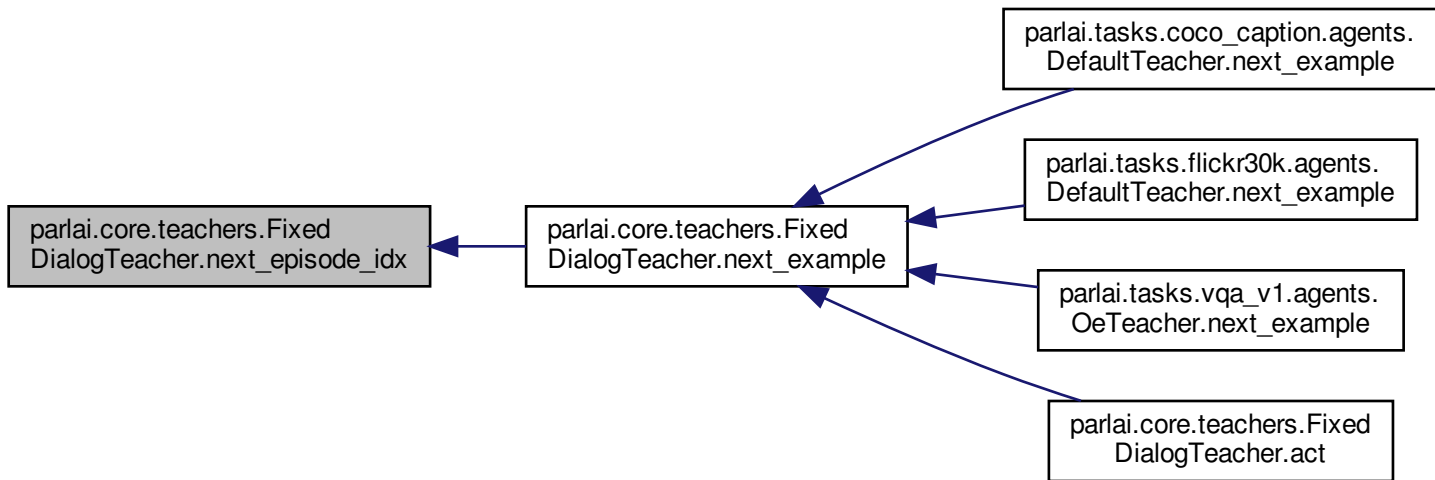 parlai.core.teachers.Fixed
DialogTeacher.next_episode_idx
parlai.core.teachers.Fixed
DialogTeacher.next_example
parlai.tasks.coco_caption.agents.
DefaultTeacher.next_example
parlai.tasks.flickr30k.agents.
DefaultTeacher.next_example
parlai.tasks.vqa_v1.agents.
OeTeacher.next_example
parlai.core.teachers.Fixed
DialogTeacher.act